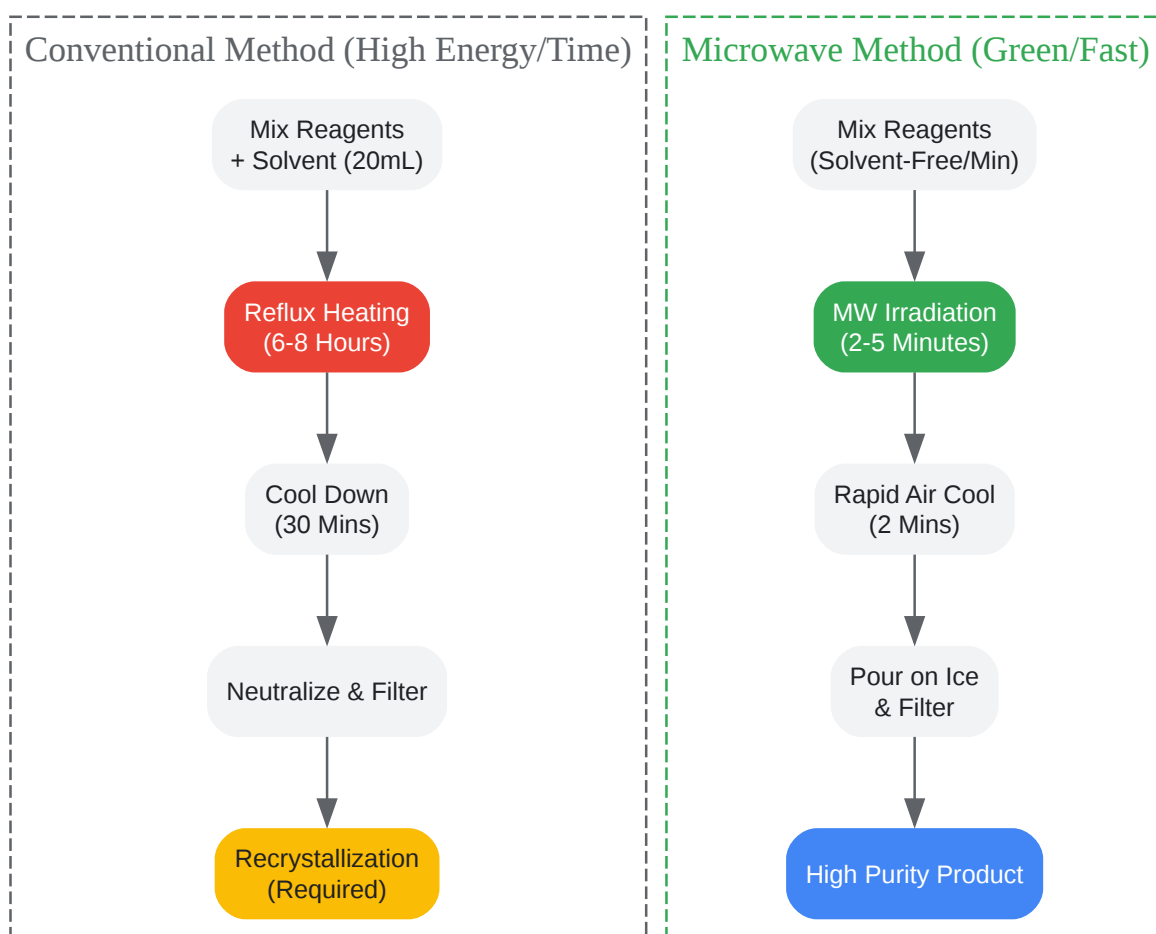 Conventional Method (High Energy/Time)
Mix Reagents
+ Solvent (20mL)
Reflux Heating
(6-8 Hours)
Cool Down
(30 Mins)
Neutralize & Filter
Recrystallization
(Required)
Microwave Method (Green/Fast)
Mix Reagents
(Solvent-Free/Min)
MW Irradiation
(2-5 Minutes)
Rapid Air Cool
(2 Mins)
Pour on Ice
& Filter
High Purity Product